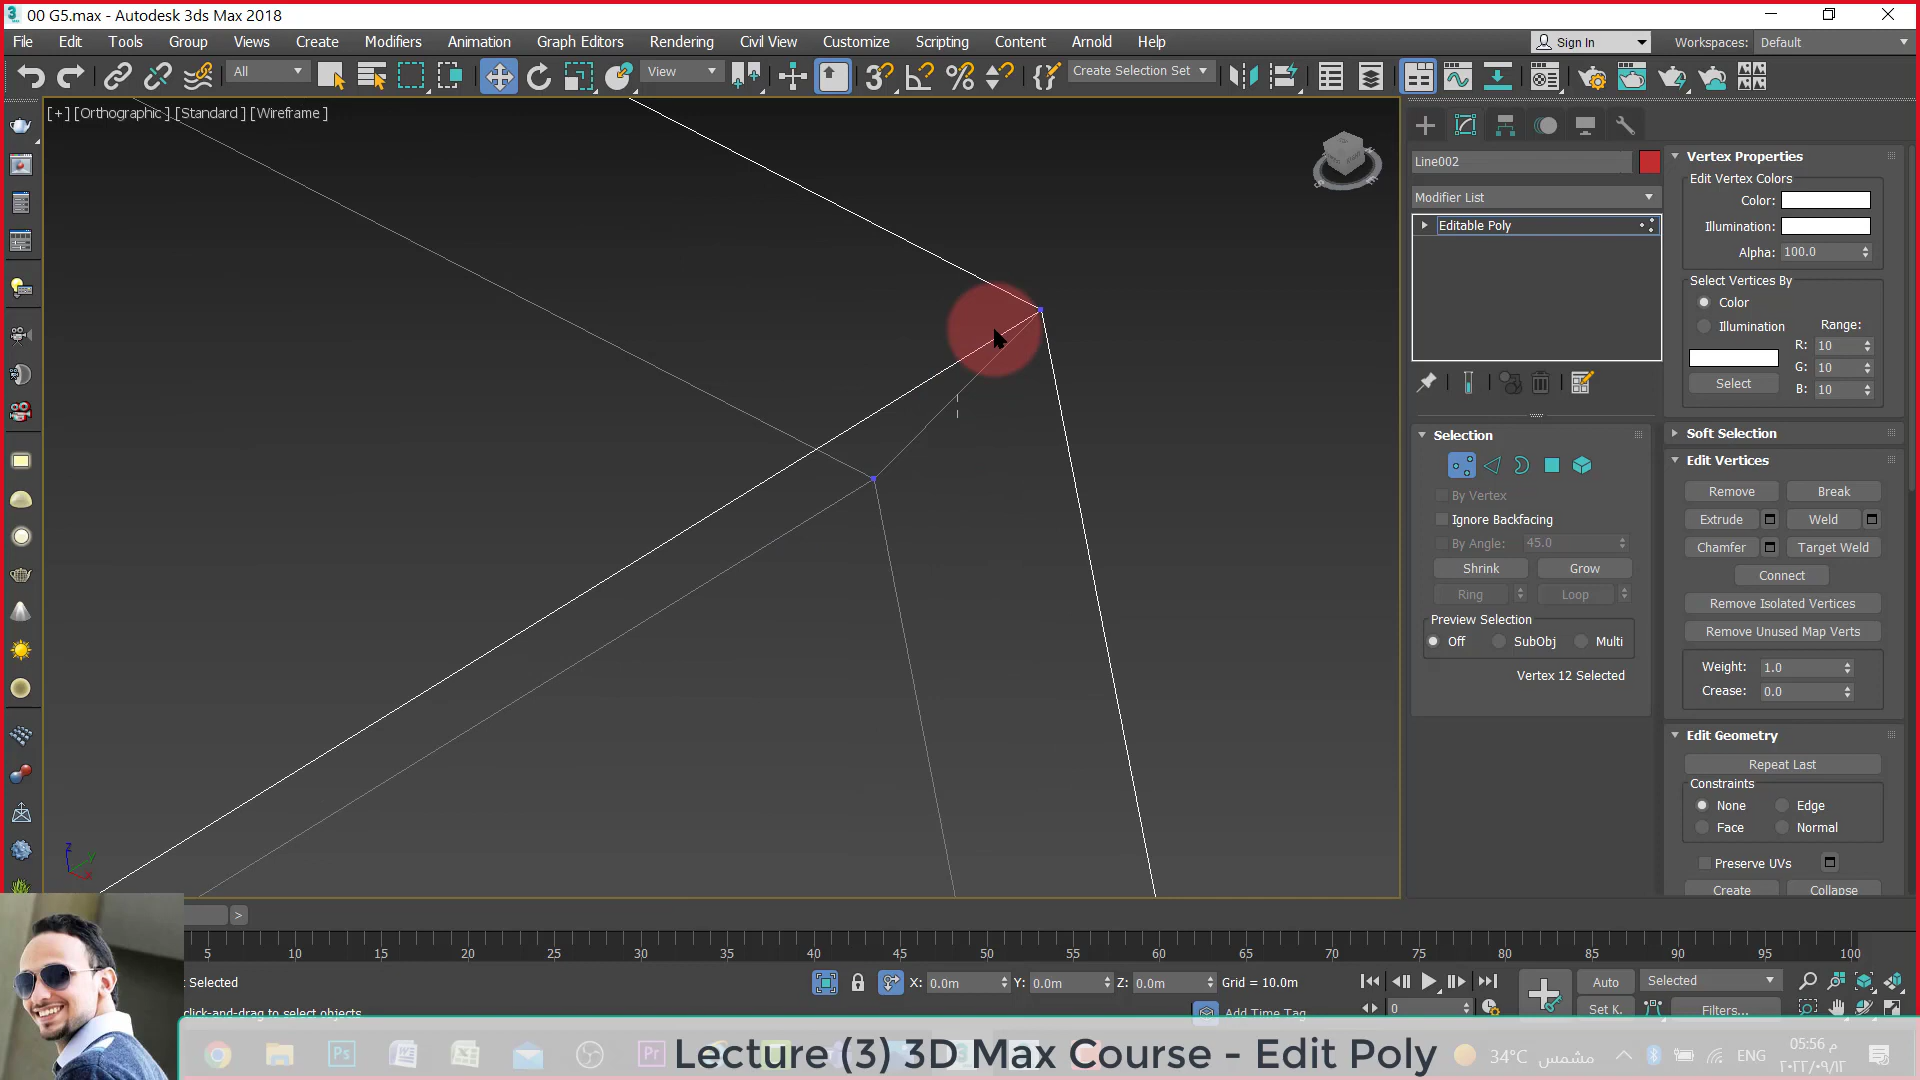 00 G5.max - Autodesk 3ds Max 2018
File Edit Tools Group Views Create Modifiers Animation Graph Editors Rendering Civil View Customize Scripting Content Arnold Help
Sign In
Workspaces: Default
All
View
Create Selection Set
[+] [Orthographic] [Standard] [Wireframe]
Line002
Modifier List
Editable Poly
Vertex Properties
Edit Vertex Colors
Color:
Illumination:
Alpha: 100.0
Select Vertices By
Color
Illumination
Range:
R: 10
G: 10
Select
B: 10
Selection
By Vertex
Ignore Backfacing
By Angle: 45.0
Shrink Grow
Ring Loop
Preview Selection
Off SubObj Multi
Vertex 12 Selected
Soft Selection
Edit Vertices
Remove Break
Extrude Weld
Chamfer Target Weld
Connect
Remove Isolated Vertices
Remove Unused Map Verts
Weight: 1.0
Crease: 0.0
Edit Geometry
Repeat Last
Constraints
None Edge
Face Normal
Preserve UVs
Create Collapse
>
5 10 15 20 25 30 35 40 45 50 55 60 65 70 75 80 85 90 95 100
Selected
X: 0.0m Y: 0.0m Z: 0.0m Grid = 10.0m
Auto Selected
click-and-drag to select objects
Add Time Tag
0
Set K. Filters...
Lecture (3) 3D Max Course - Edit Poly
34°C مشمس
ENG
05:56 م
٢٠٢٢/٠٩/١٢